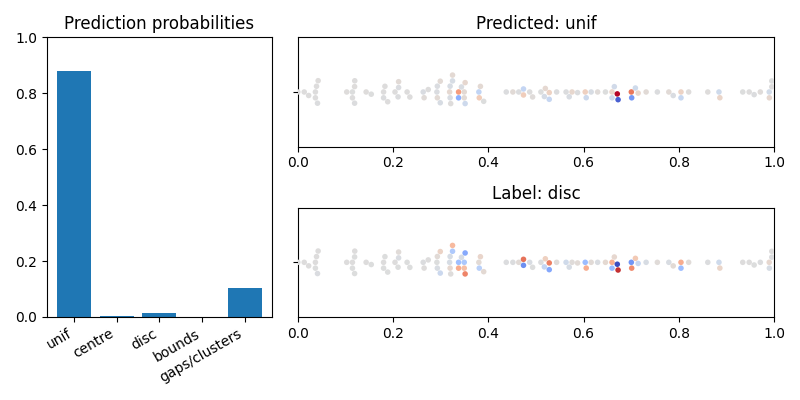 Prediction probabilities
1.0
0.8
0.6
0.4
0.2
0.0
unif
centre
disc
bounds
gaps/clusters
Predicted: unif
0.0 0.2 0.4 0.6 0.8 1.0
Label: disc
0.0 0.2 0.4 0.6 0.8 1.0